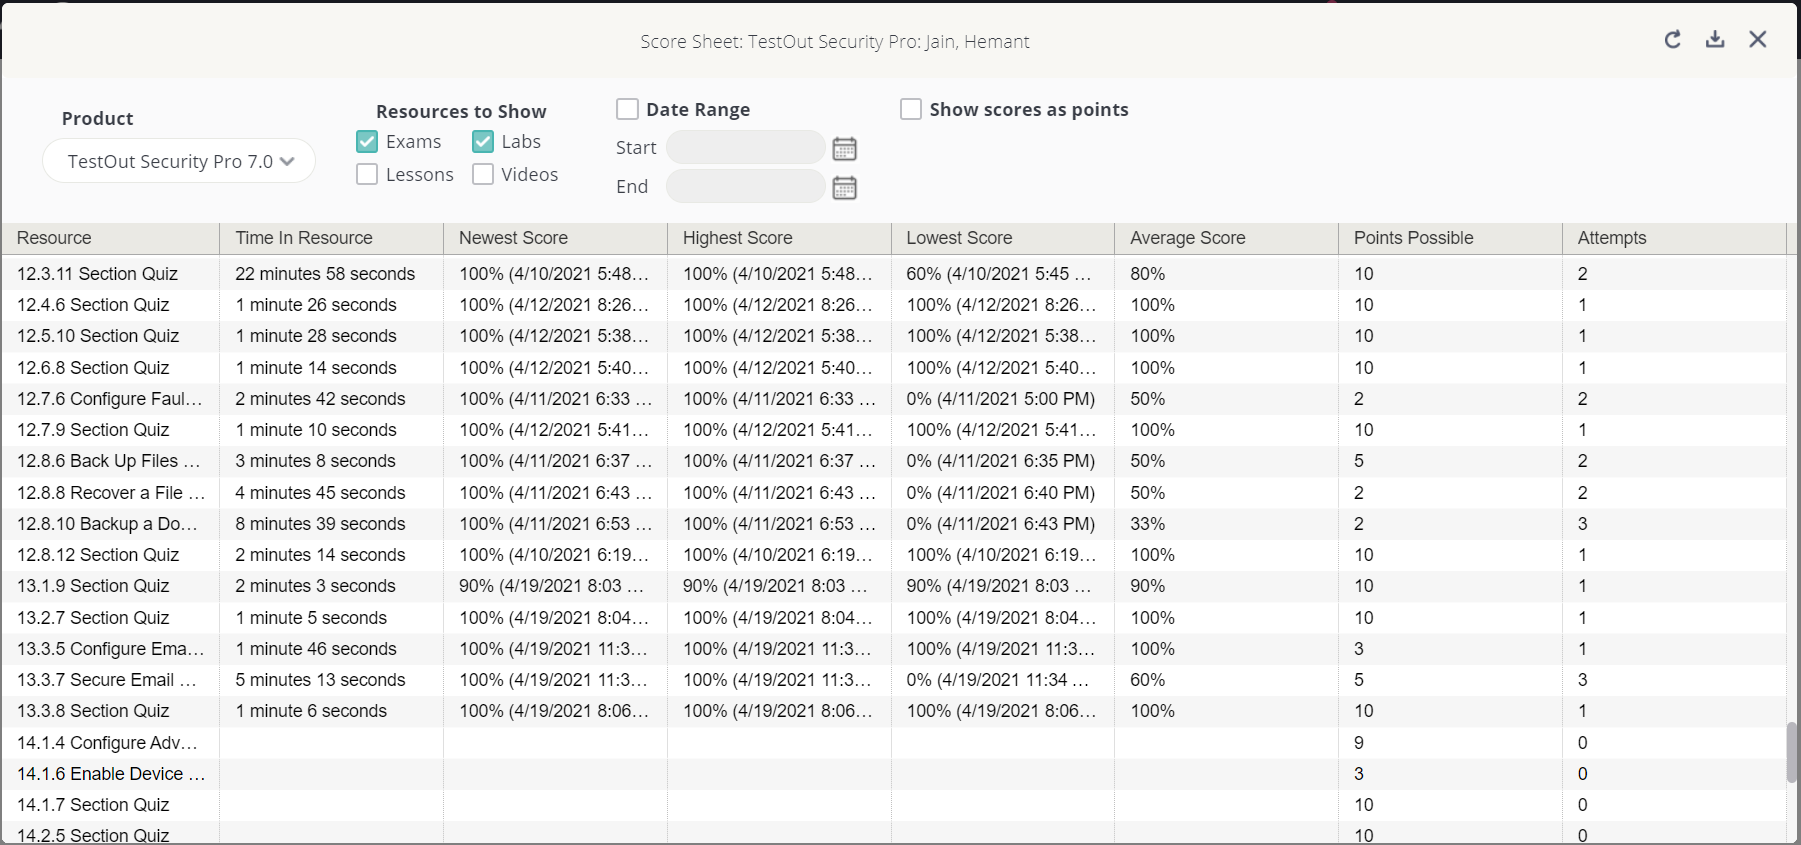 Score Sheet: TestOut Security Pro: Jain, Hemant
Product
TestOut Security Pro 7.0
Resources to Show
Exams Labs
Lessons Videos
Date Range
Start
End
Show scores as points
Resource Time In Resource Newest Score Highest Score Lowest Score Average Score Points Possible Attempts
12.3.11 Section Quiz 22 minutes 58 seconds 100% (4/10/2021 5:48... 100% (4/10/2021 5:48... 60% (4/10/2021 5:45 ... 80% 10 2
12.4.6 Section Quiz 1 minute 26 seconds 100% (4/12/2021 8:26... 100% (4/12/2021 8:26... 100% (4/12/2021 8:26... 100% 10 1
12.5.10 Section Quiz 1 minute 28 seconds 100% (4/12/2021 5:38... 100% (4/12/2021 5:38... 100% (4/12/2021 5:38... 100% 10 1
12.6.8 Section Quiz 1 minute 14 seconds 100% (4/12/2021 5:40... 100% (4/12/2021 5:40... 100% (4/12/2021 5:40... 100% 10 1
12.7.6 Configure Faul... 2 minutes 42 seconds 100% (4/11/2021 6:33 ... 100% (4/11/2021 6:33 ... 0% (4/11/2021 5:00 PM) 50% 2 2
12.7.9 Section Quiz 1 minute 10 seconds 100% (4/12/2021 5:41... 100% (4/12/2021 5:41... 100% (4/12/2021 5:41... 100% 10 1
12.8.6 Back Up Files ... 3 minutes 8 seconds 100% (4/11/2021 6:37 ... 100% (4/11/2021 6:37 ... 0% (4/11/2021 6:35 PM) 50% 5 2
12.8.8 Recover a File ... 4 minutes 45 seconds 100% (4/11/2021 6:43 ... 100% (4/11/2021 6:43 ... 0% (4/11/2021 6:40 PM) 50% 2 2
12.8.10 Backup a Do... 8 minutes 39 seconds 100% (4/11/2021 6:53 ... 100% (4/11/2021 6:53 ... 0% (4/11/2021 6:43 PM) 33% 2 3
12.8.12 Section Quiz 2 minutes 14 seconds 100% (4/10/2021 6:19... 100% (4/10/2021 6:19... 100% (4/10/2021 6:19... 100% 10 1
13.1.9 Section Quiz 2 minutes 3 seconds 90% (4/19/2021 8:03 ... 90% (4/19/2021 8:03 ... 90% (4/19/2021 8:03 ... 90% 10 1
13.2.7 Section Quiz 1 minute 5 seconds 100% (4/19/2021 8:04... 100% (4/19/2021 8:04... 100% (4/19/2021 8:04... 100% 10 1
13.3.5 Configure Ema... 1 minute 46 seconds 100% (4/19/2021 11:3... 100% (4/19/2021 11:3... 100% (4/19/2021 11:3... 100% 3 1
13.3.7 Secure Email ... 5 minutes 13 seconds 100% (4/19/2021 11:3... 100% (4/19/2021 11:3... 0% (4/19/2021 11:34 ... 60% 5 3
13.3.8 Section Quiz 1 minute 6 seconds 100% (4/19/2021 8:06... 100% (4/19/2021 8:06... 100% (4/19/2021 8:06... 100% 10 1
14.1.4 Configure Adv... 9 0
14.1.6 Enable Device ... 3 0
14.1.7 Section Quiz 10 0
14.2.5 Section Quiz 10 0